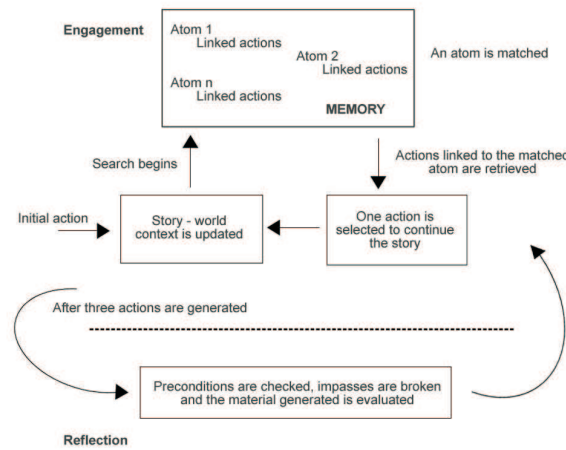 Engagement
Atom 1
Linked actions
Atom 2
Linked actions
Atom n
Linked actions
MEMORY
An atom is matched
Search begins
Actions linked to the matched
atom are retrieved
Initial action
Story - world
context is updated
One action is
selected to continue
the story
After three actions are generated
Preconditions are checked, impasses are broken
and the material generated is evaluated
Reflection